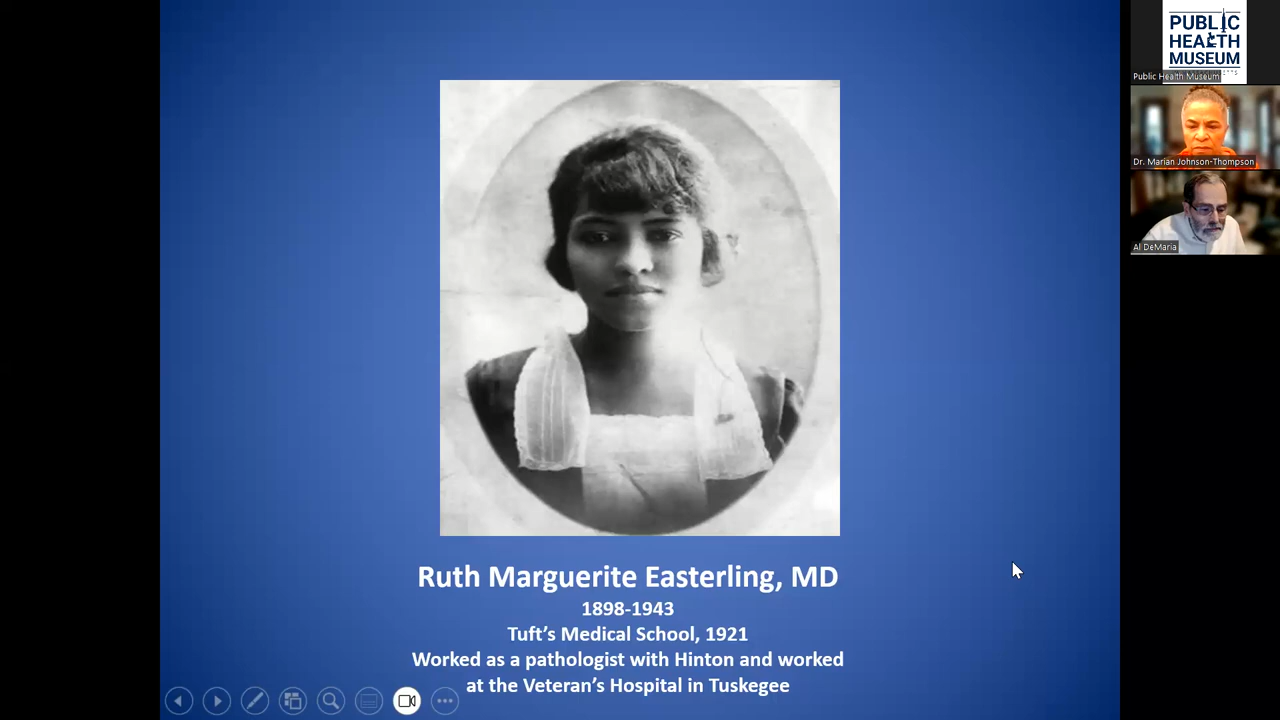 Ruth Marguerite Easterling, MD
1898-1943
Tuft's Medical School, 1921
Worked as a pathologist with Hinton and worked
at the Veteran's Hospital in Tuskegee
PUBLIC
HEALTH
MUSEUM
Public Health Museum
Dr. Marian Johnson-Thompson
Al DeMaria